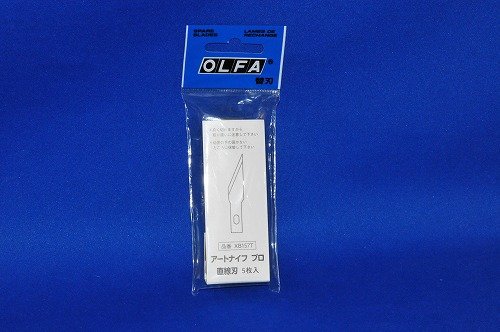 SPARE
BLADES
LAMES DE
RECHANGE
OLFA®
替刃
品番 XB157T
アートナイフ プロ
直線刃 5枚入